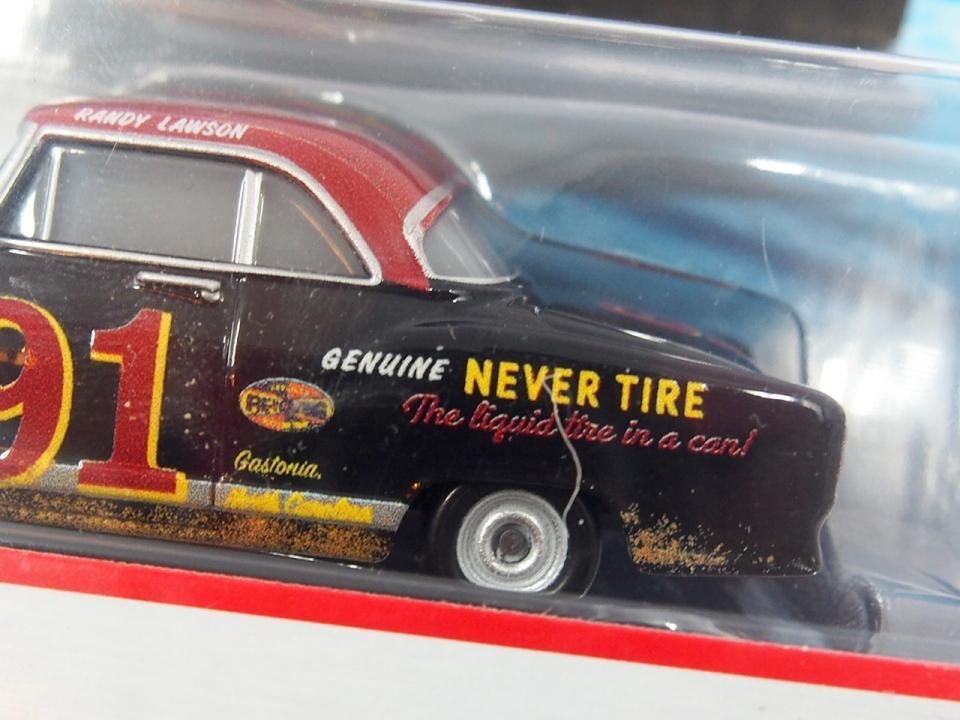 RANDY LAWSON
91
GENUINE NEVER TIRE
The liquid tire in a can!
Gastonia,
North Carolina